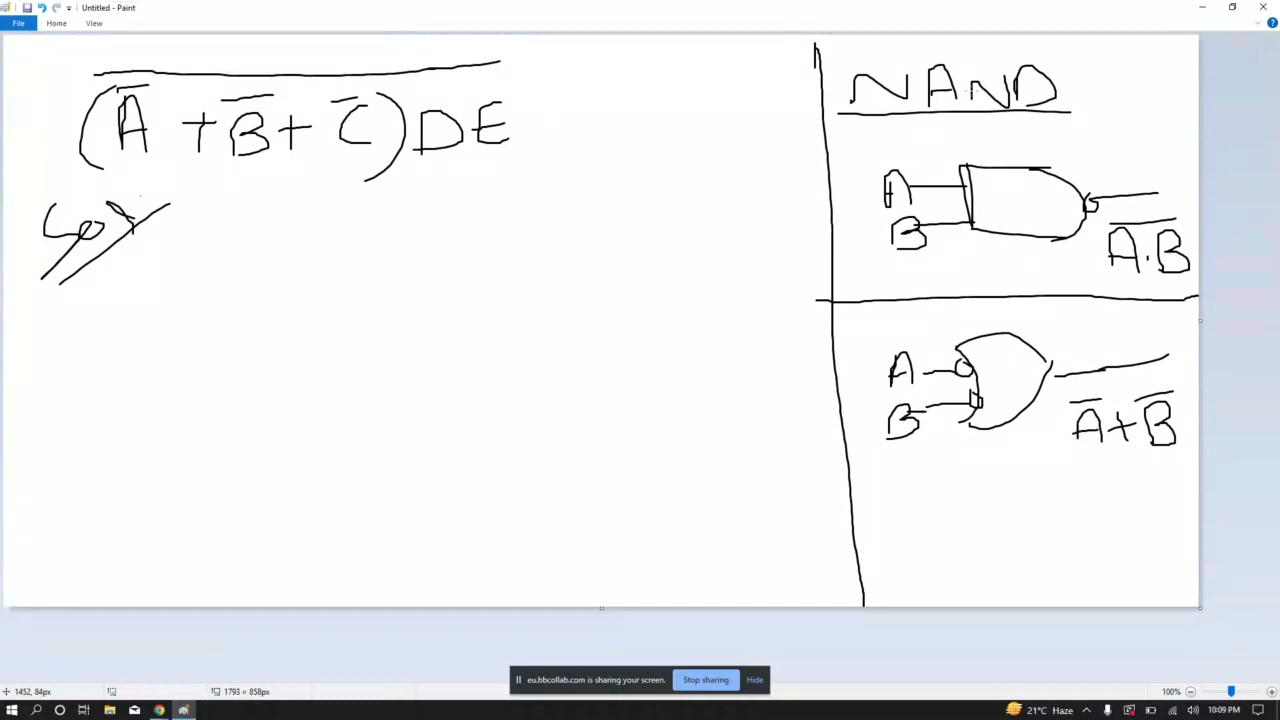 Untitled - Paint
File Home View
(A̅ + B̅ + C̅) D E
Sol
NAND
A
B
A.B
A
B
A̅ + B̅
eu.bbcollab.com is sharing your screen. Stop sharing Hide
1452, 84px 1793 × 858px 100%
21°C Haze 10:09 PM